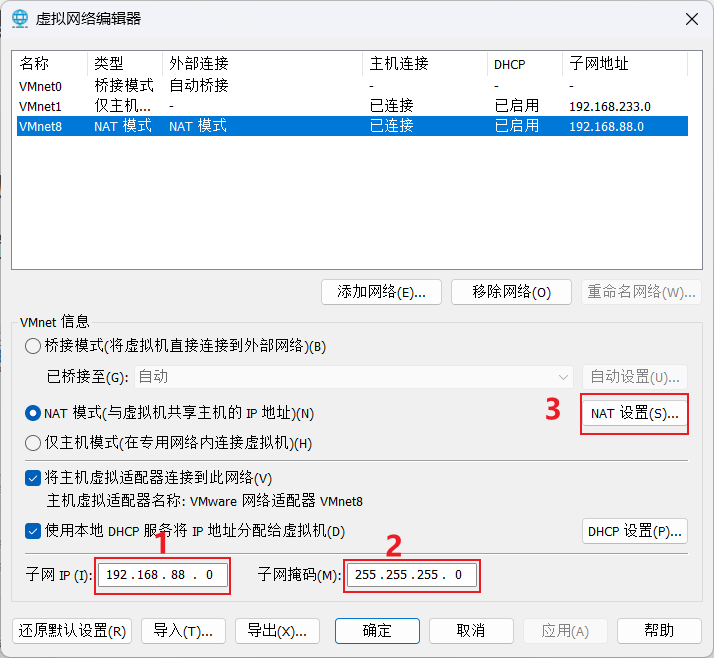 虚拟网络编辑器
名称 类型 外部连接 主机连接 DHCP 子网地址
VMnet0 桥接模式 自动桥接 - - -
VMnet1 仅主机... - 已连接 已启用 192.168.233.0
VMnet8 NAT 模式 NAT 模式 已连接 已启用 192.168.88.0
添加网络(E)... 移除网络(O) 重命名网络(W)...
VMnet 信息
桥接模式(将虚拟机直接连接到外部网络)(B)
已桥接至(G): 自动 自动设置(U)...
NAT 模式(与虚拟机共享主机的 IP 地址)(N) 3 NAT 设置(S)...
仅主机模式(在专用网络内连接虚拟机)(H)
将主机虚拟适配器连接到此网络(V)
主机虚拟适配器名称: VMware 网络适配器 VMnet8
使用本地 DHCP 服务将 IP 地址分配给虚拟机(D) DHCP 设置(P)...
1 2
子网 IP (I): 192.168.88.0 子网掩码(M): 255.255.255.0
还原默认设置(R) 导入(T)... 导出(X)... 确定 取消 应用(A) 帮助